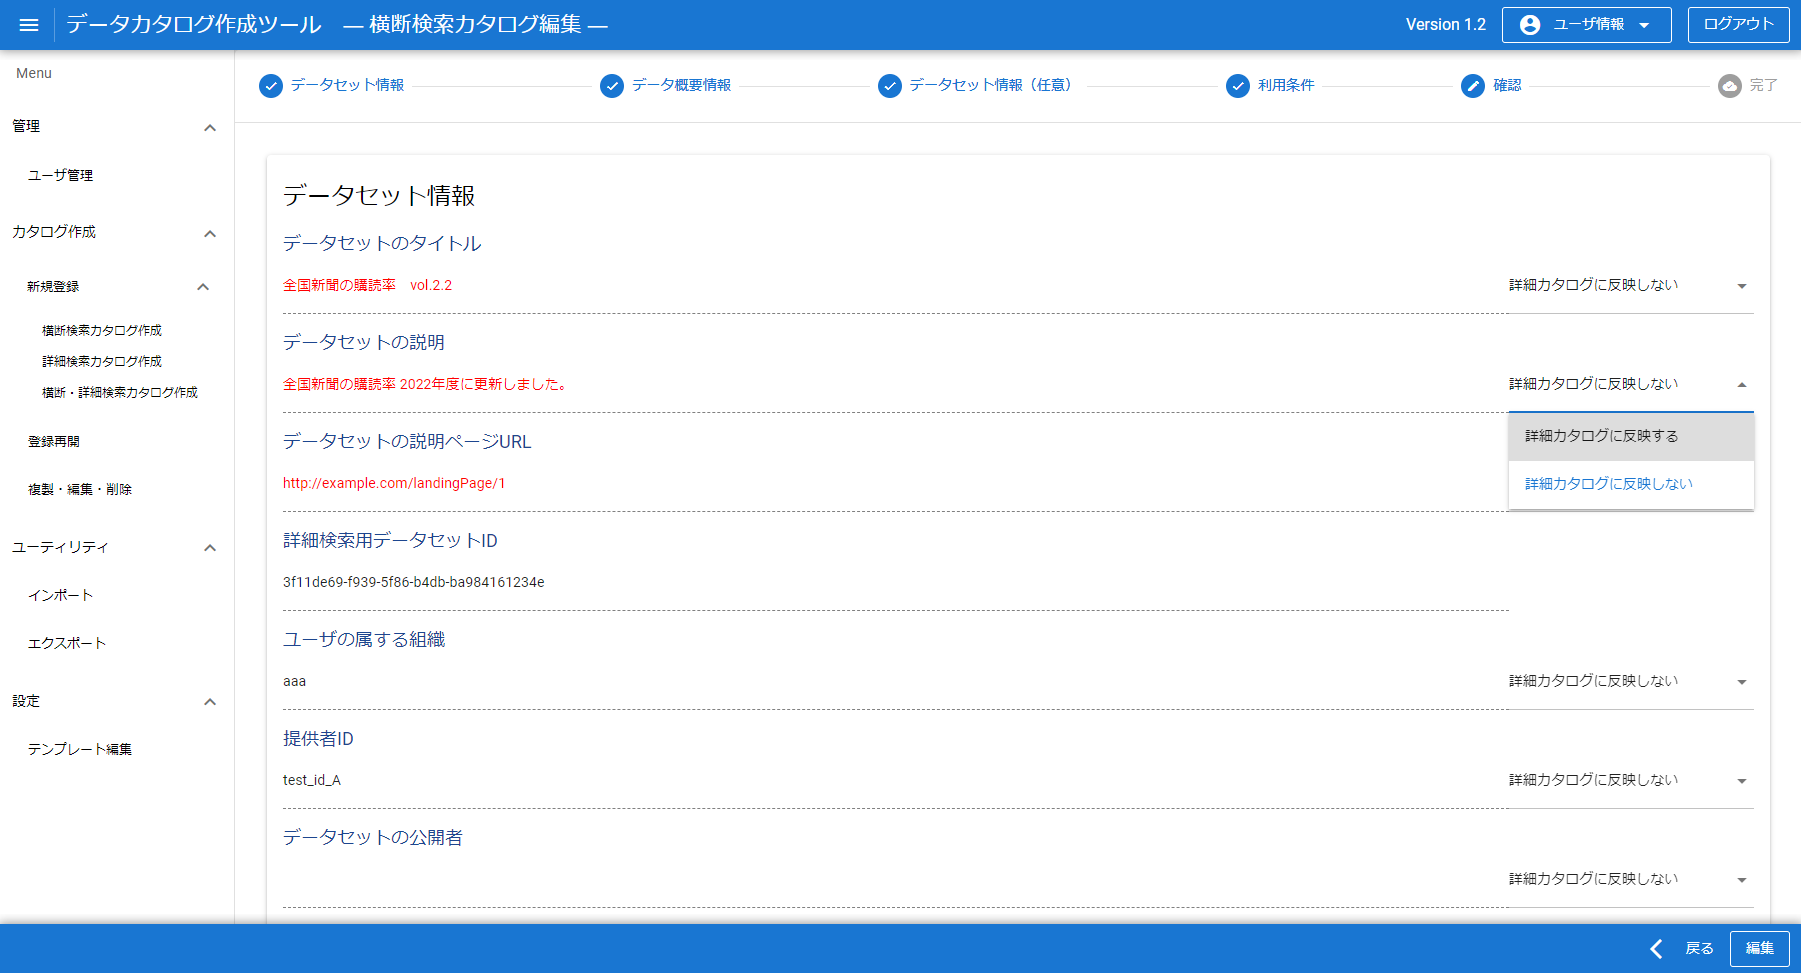 データカタログ作成ツール　― 横断検索カタログ編集 ―
Version 1.2
ユーザ情報
ログアウト
Menu
管理
ユーザ管理
カタログ作成
新規登録
横断検索カタログ作成
詳細検索カタログ作成
横断・詳細検索カタログ作成
登録再開
複製・編集・削除
ユーティリティ
インポート
エクスポート
設定
テンプレート編集
データセット情報
データ概要情報
データセット情報（任意）
利用条件
確認
完了
データセット情報
データセットのタイトル
全国新聞の購読率　vol.2.2
詳細カタログに反映しない
データセットの説明
全国新聞の購読率 2022年度に更新しました。
詳細カタログに反映しない
詳細カタログに反映する
詳細カタログに反映しない
データセットの説明ページURL
http://example.com/landingPage/1
詳細検索用データセットID
3f11de69-f939-5f86-b4db-ba984161234e
ユーザの属する組織
aaa
詳細カタログに反映しない
提供者ID
test_id_A
詳細カタログに反映しない
データセットの公開者
詳細カタログに反映しない
戻る
編集